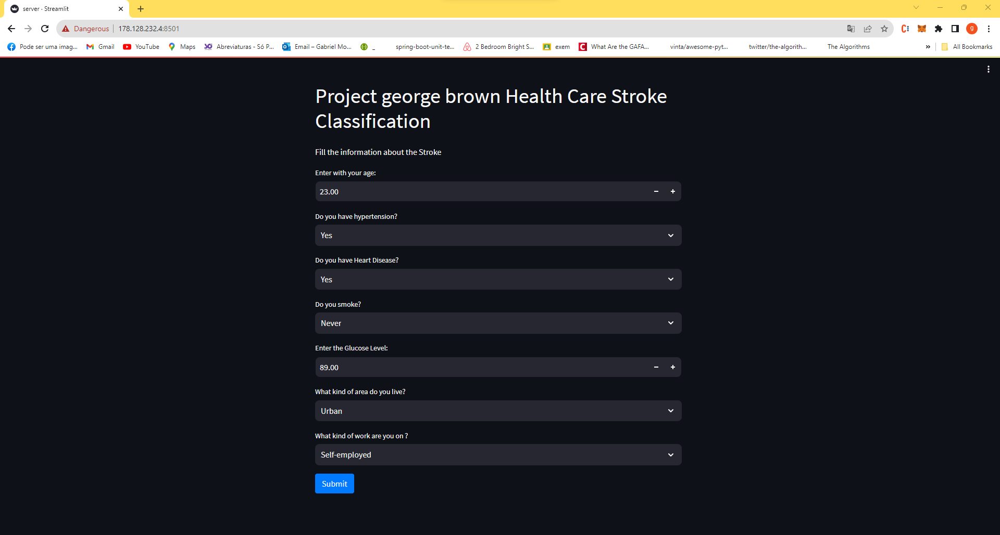 server · Streamlit
Dangerous 178.128.232.4:8501
g
Pode ser uma imag... Gmail YouTube Maps Abreviaturas - Só P... Email – Gabriel Mo... _ spring-boot-unit-te... 2 Bedroom Bright S... exem What Are the GAFA... vinta/awesome-pyt... twitter/the-algorith... The Algorithms » All Bookmarks
Project george brown Health Care Stroke
Classification
Fill the information about the Stroke
Enter with your age:
23.00
Do you have hypertension?
Yes
Do you have Heart Disease?
Yes
Do you smoke?
Never
Enter the Glucose Level:
89.00
What kind of area do you live?
Urban
What kind of work are you on ?
Self-employed
Submit